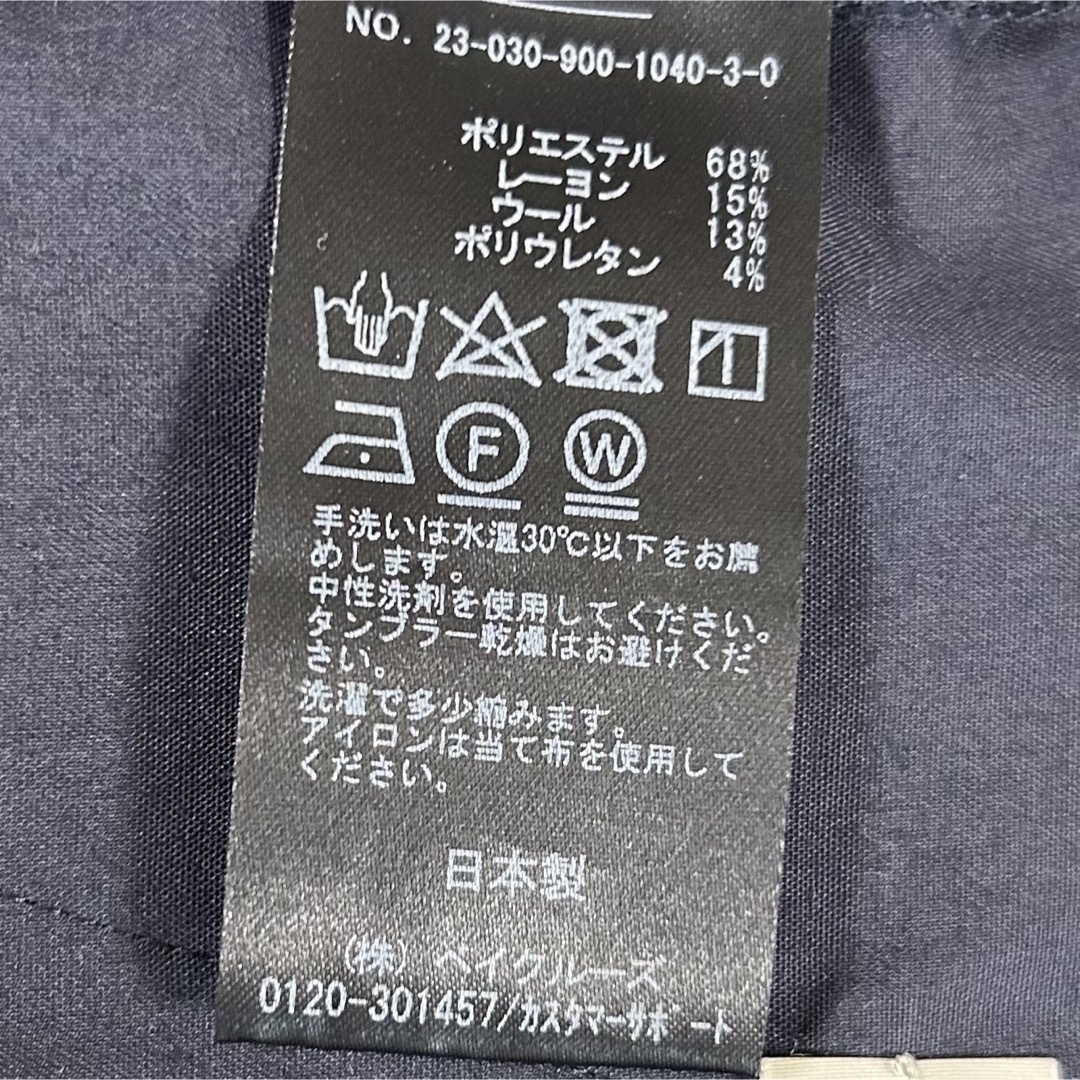 NO. 23-030-900-1040-3-0
ポリエステル 68%
レーヨン 15%
ウール 13%
ポリウレタン 4%
F
W
手洗いは水温30℃以下をお薦
めします。
中性洗剤を使用してください。
タンブラー乾燥はお避けくだ
さい。
洗濯で多少縮みます。
アイロンは当て布を使用して
ください。
日本製
(株) ベイクルーズ
0120-301457/カスタマーサポート